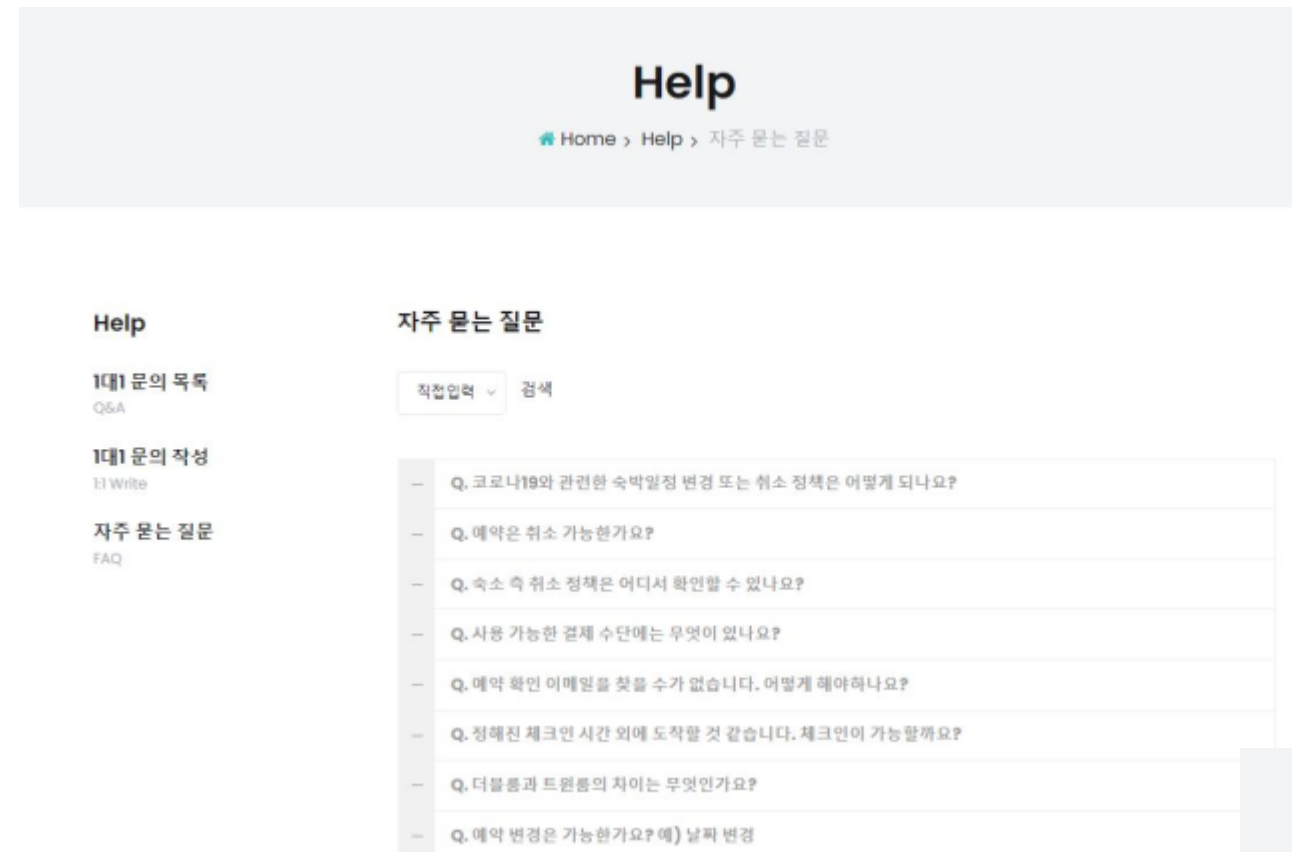 Help
Home > Help > 자주 묻는 질문
Help
1대1 문의 목록
Q&A
1대1 문의 작성
1:1 Write
자주 묻는 질문
FAQ
자주 묻는 질문
직접입력 검색
Q. 코로나19와 관련한 숙박일정 변경 또는 취소 정책은 어떻게 되나요?
Q. 예약은 취소 가능한가요?
Q. 숙소 측 취소 정책은 어디서 확인할 수 있나요?
Q. 사용 가능한 결제 수단에는 무엇이 있나요?
Q. 예약 확인 이메일을 찾을 수가 없습니다. 어떻게 해야하나요?
Q. 정해진 체크인 시간 외에 도착할 것 같습니다. 체크인이 가능할까요?
Q. 더블룸과 트윈룸의 차이는 무엇인가요?
Q. 예약 변경은 가능한가요? 예) 날짜 변경